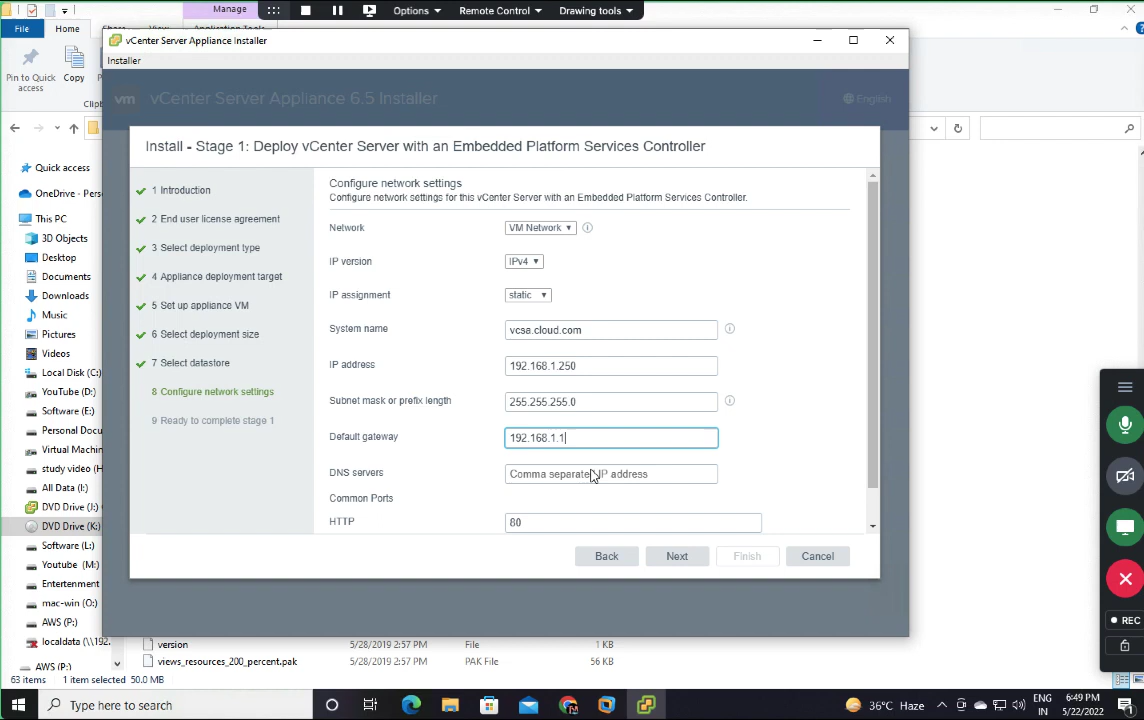 Manage
Options
Remote Control
Drawing tools
File
Home
Share
View
Application Tools
Pin to Quick access
Copy
Clipb
vCenter Server Appliance Installer
Installer
vm vCenter Server Appliance 6.5 Installer
English
Install - Stage 1: Deploy vCenter Server with an Embedded Platform Services Controller
1 Introduction
2 End user license agreement
3 Select deployment type
4 Appliance deployment target
5 Set up appliance VM
6 Select deployment size
7 Select datastore
8 Configure network settings
9 Ready to complete stage 1
Configure network settings
Configure network settings for this vCenter Server with an Embedded Platform Services Controller.
Network VM Network
IP version IPv4
IP assignment static
System name vcsa.cloud.com
IP address 192.168.1.250
Subnet mask or prefix length 255.255.255.0
Default gateway 192.168.1.1
DNS servers Comma separated IP address
Common Ports
HTTP 80
Back Next Finish Cancel
Quick access
OneDrive - Pers
This PC
3D Objects
Desktop
Documents
Downloads
Music
Pictures
Videos
Local Disk (C:)
YouTube (D:)
Software (E:)
Personal Docu
Virtual Machin
study video (H
All Data (I:)
DVD Drive (J:)
DVD Drive (K:)
Software (L:)
Youtube (M:)
Entertenment
mac-win (O:)
AWS (P:)
localdata (\\192.
AWS (P:)
version 5/28/2019 2:57 PM File 1 KB
views_resources_200_percent.pak 5/28/2019 2:57 PM PAK File 56 KB
63 items 1 item selected 50.0 MB
REC
Type here to search
36°C Haze
ENG
IN
6:49 PM
5/22/2022